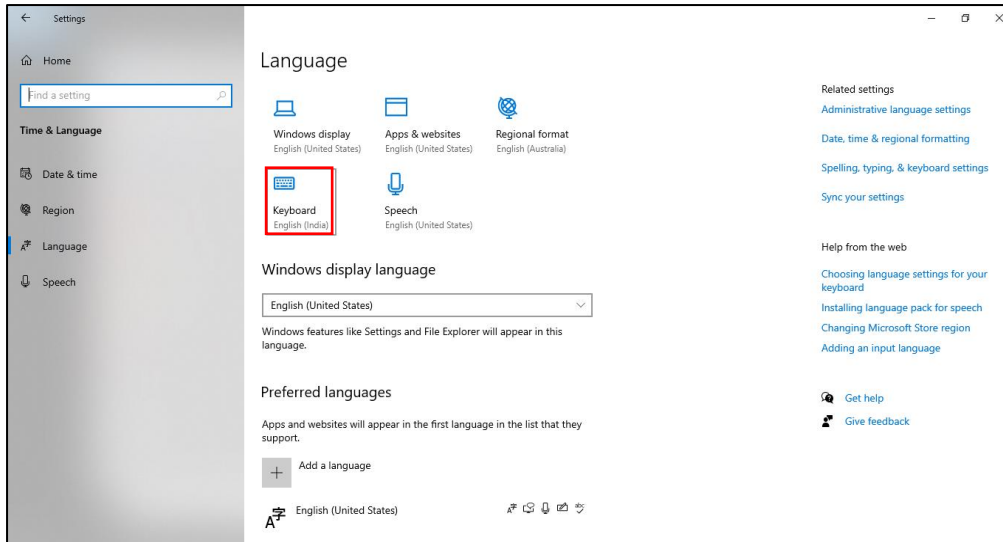 Settings
Home
Find a setting
Time & Language
Date & time
Region
Language
Speech
Language
Windows display
English (United States)
Apps & websites
English (United States)
Regional format
English (Australia)
Keyboard
English (India)
Speech
English (United States)
Windows display language
English (United States)
Windows features like Settings and File Explorer will appear in this
language.
Preferred languages
Apps and websites will appear in the first language in the list that they
support.
Add a language
A字
English (United States)
Related settings
Administrative language settings
Date, time & regional formatting
Spelling, typing, & keyboard settings
Sync your settings
Help from the web
Choosing language settings for your
keyboard
Installing language pack for speech
Changing Microsoft Store region
Adding an input language
Get help
Give feedback